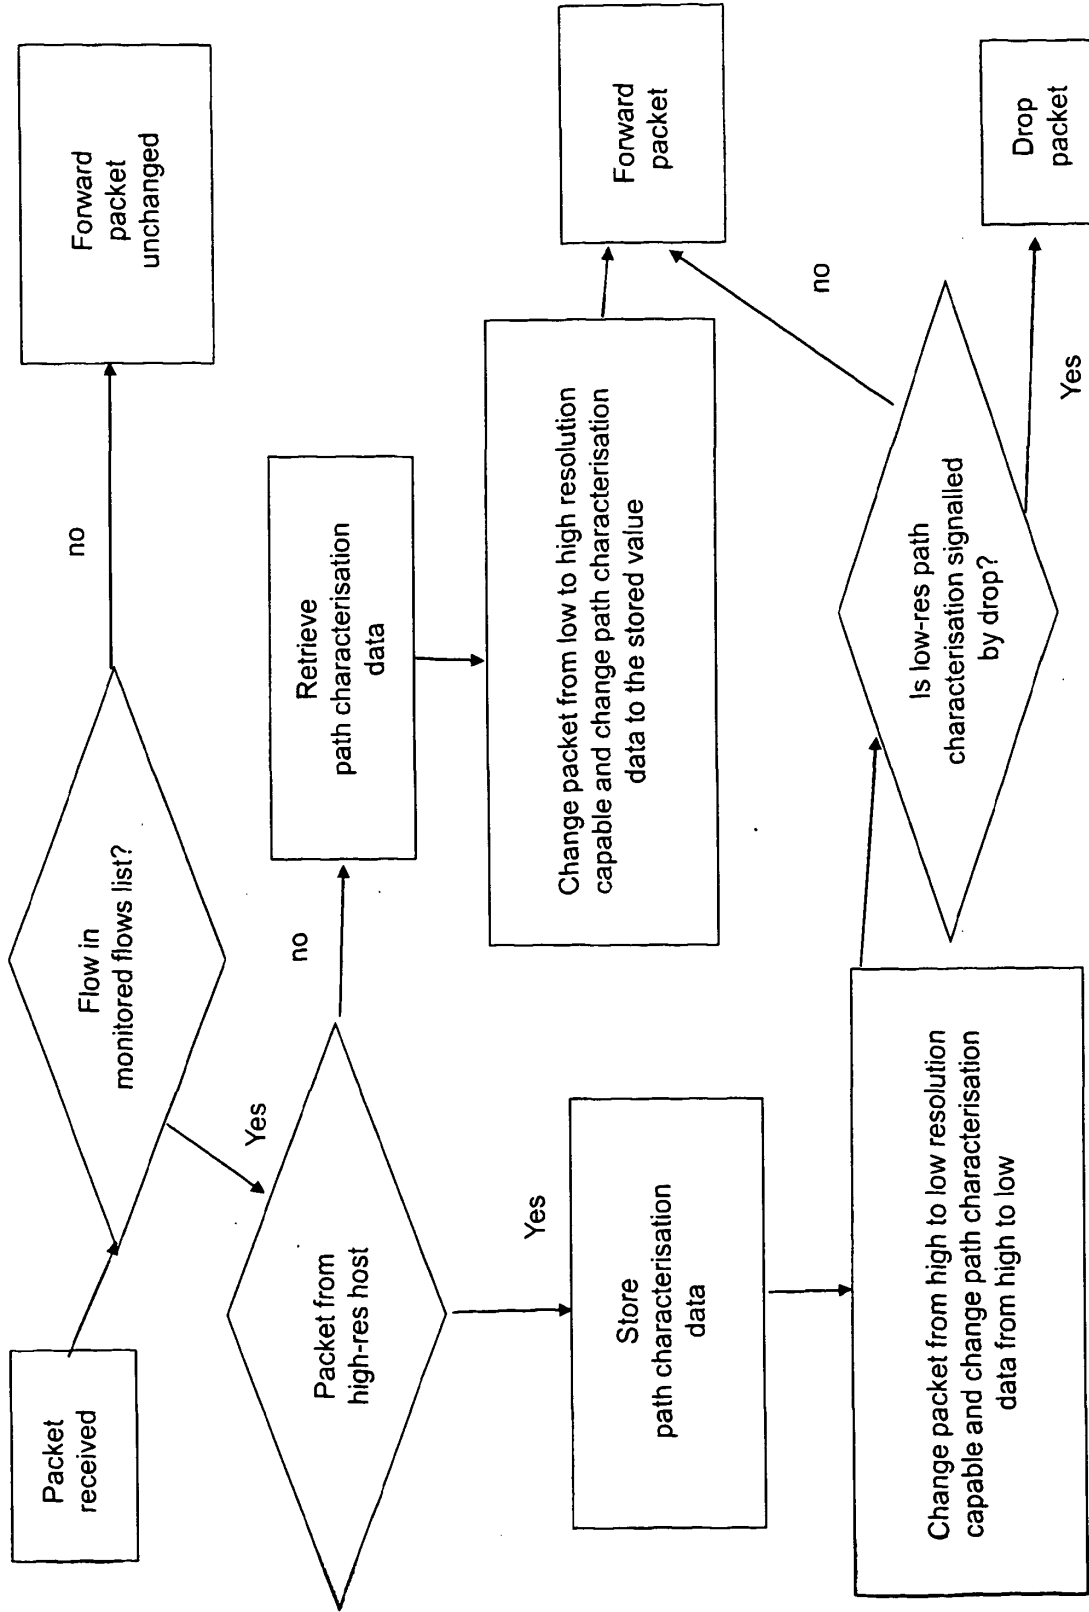 Packet
received
Flow in
monitored flows list?
no
Forward
packet
unchanged
Yes
Packet from
high-res host
no
Retrieve
path characterisation
data
Change packet from low to high resolution
capable and change path characterisation
data to the stored value
Forward
packet
Yes
Store
path characterisation
data
Change packet from high to low resolution
capable and change path characterisation
data from high to low
Is low-res path
characterisation signalled
by drop?
no
Yes
Drop
packet